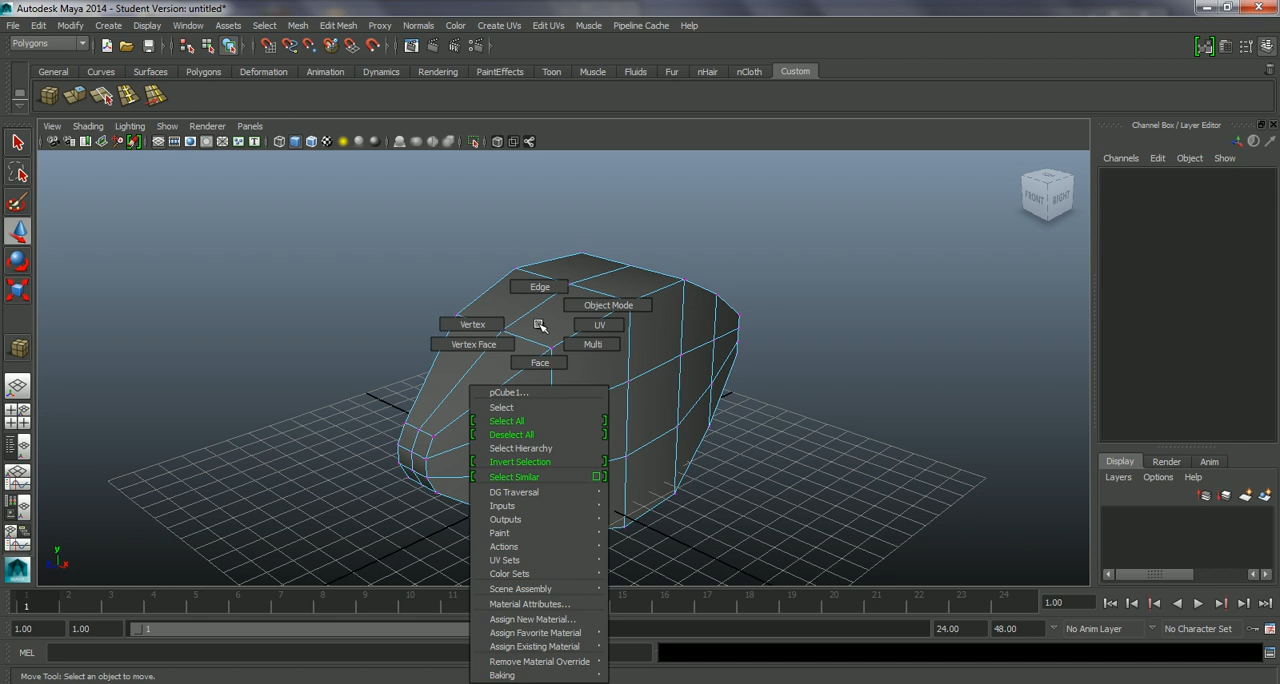 Autodesk Maya 2014 - Student Version: untitled*
File Edit Modify Create Display Window Assets Select Mesh Edit Mesh Proxy Normals Color Create UVs Edit UVs Muscle Pipeline Cache Help
Polygons
General Curves Surfaces Polygons Deformation Animation Dynamics Rendering PaintEffects Toon Muscle Fluids Fur nHair nCloth Custom
View Shading Lighting Show Renderer Panels
Channel Box / Layer Editor
Channels Edit Object Show
FRONT RIGHT
Edge
Object Mode
Vertex UV
Vertex Face Multi
Face
pCube1...
Select
Select All
Deselect All
Select Hierarchy
Invert Selection
Select Similar
DG Traversal
Inputs
Outputs
Paint
Actions
UV Sets
Color Sets
Scene Assembly
Material Attributes...
Assign New Material...
Assign Favorite Material
Assign Existing Material
Remove Material Override
Baking
Display Render Anim
Layers Options Help
y
x
2 3 4 5 6 7 8 9 10 11 15 16 17 18 19 20 21 22 23 24
1
1.00
1.00 1.00 1 24.00 48.00 No Anim Layer No Character Set
MEL
Move Tool: Select an object to move.